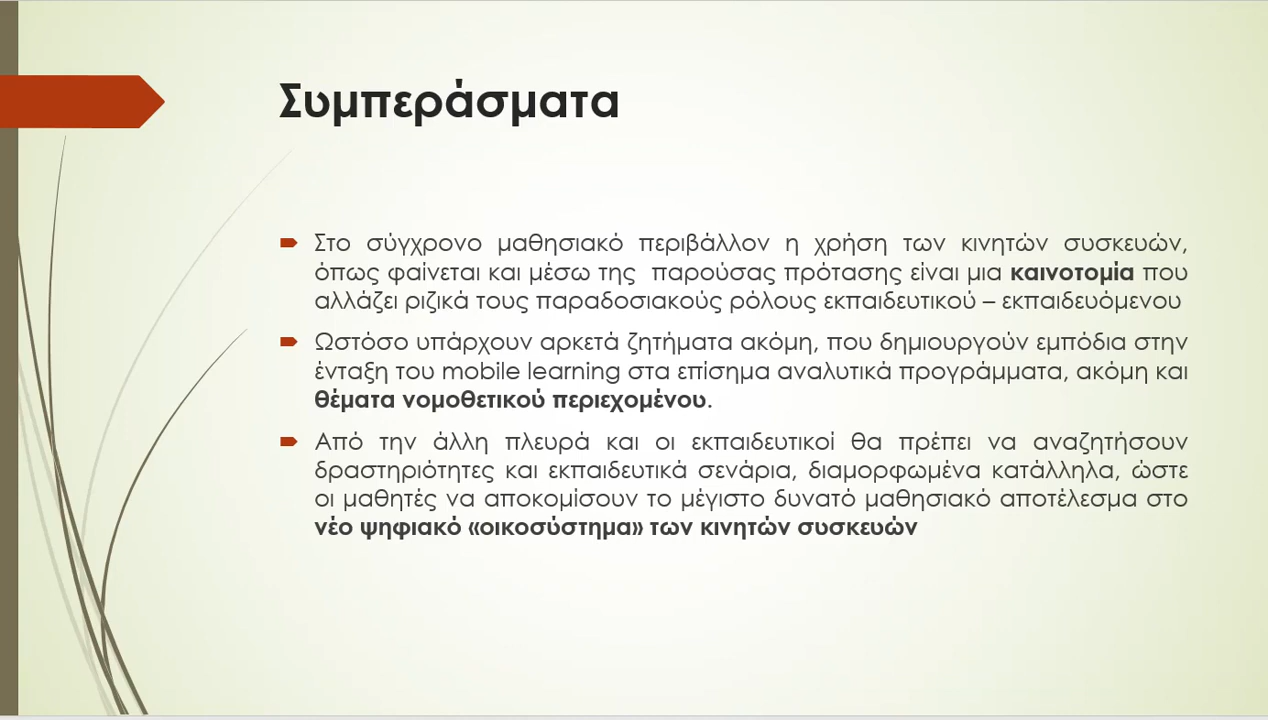 Συμπεράσματα
Στο σύγχρονο μαθησιακό περιβάλλον η χρήση των κινητών συσκευών,
όπως φαίνεται και μέσω της παρούσας πρότασης είναι μια καινοτομία που
αλλάζει ριζικά τους παραδοσιακούς ρόλους εκπαιδευτικού – εκπαιδευόμενου
Ωστόσο υπάρχουν αρκετά ζητήματα ακόμη, που δημιουργούν εμπόδια στην
ένταξη του mobile learning στα επίσημα αναλυτικά προγράμματα, ακόμη και
θέματα νομοθετικού περιεχομένου.
Από την άλλη πλευρά και οι εκπαιδευτικοί θα πρέπει να αναζητήσουν
δραστηριότητες και εκπαιδευτικά σενάρια, διαμορφωμένα κατάλληλα, ώστε
οι μαθητές να αποκομίσουν το μέγιστο δυνατό μαθησιακό αποτέλεσμα στο
νέο ψηφιακό «οικοσύστημα» των κινητών συσκευών